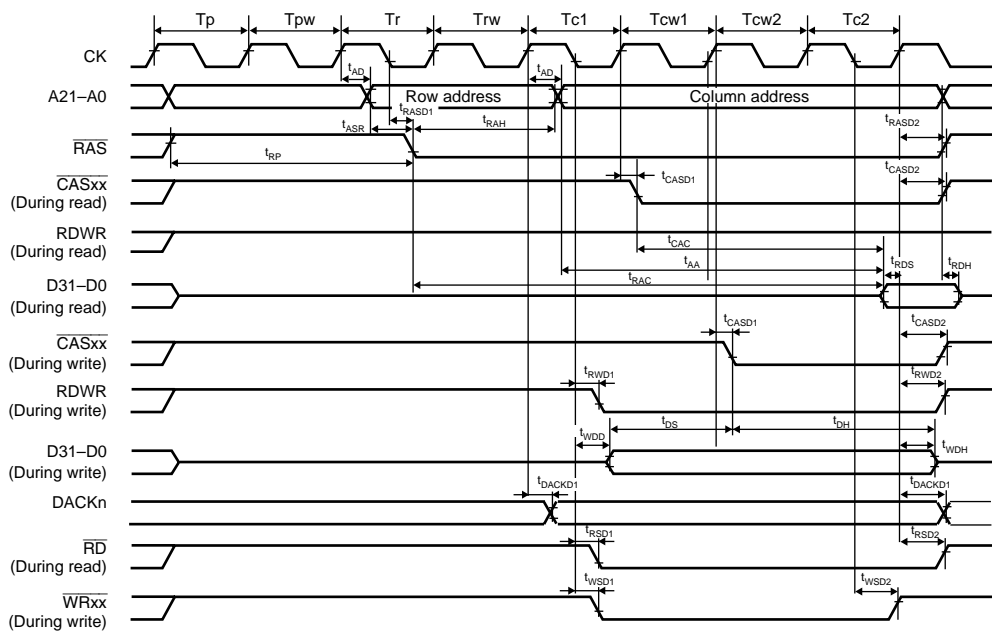 Tp Tpw Tr Trw Tc1 Tcw1 Tcw2 Tc2
CK
tAD tAD
A21–A0 Row address Column address
tRASD1 tRASD2
tASR tRAH
RAS
tRP
CASxx tCASD1 tCASD2
(During read)
RDWR
(During read)
tCAC
tAA tRDS tRDH
D31–D0 tRAC
(During read)
tCASD1 tCASD2
CASxx
(During write)
RDWR tRWD1 tRWD2
(During write)
tDS tDH
D31–D0 tWDD tWDH
(During write)
DACKn tDACKD1 tDACKD1
RD tRSD1 tRSD2
(During read)
WRxx tWSD1 tWSD2
(During write)